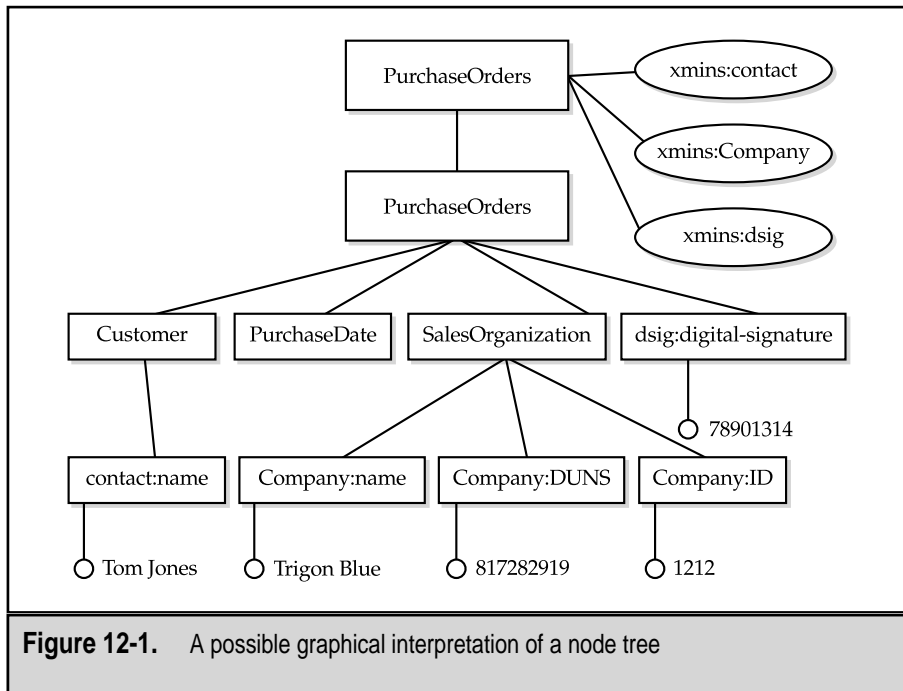 PurchaseOrders
xmins:contact
xmins:Company
PurchaseOrders
xmins:dsig
Customer
PurchaseDate
SalesOrganization
dsig:digital-signature
78901314
contact:name
Company:name
Company:DUNS
Company:ID
Tom Jones
Trigon Blue
817282919
1212
Figure 12-1. A possible graphical interpretation of a node tree